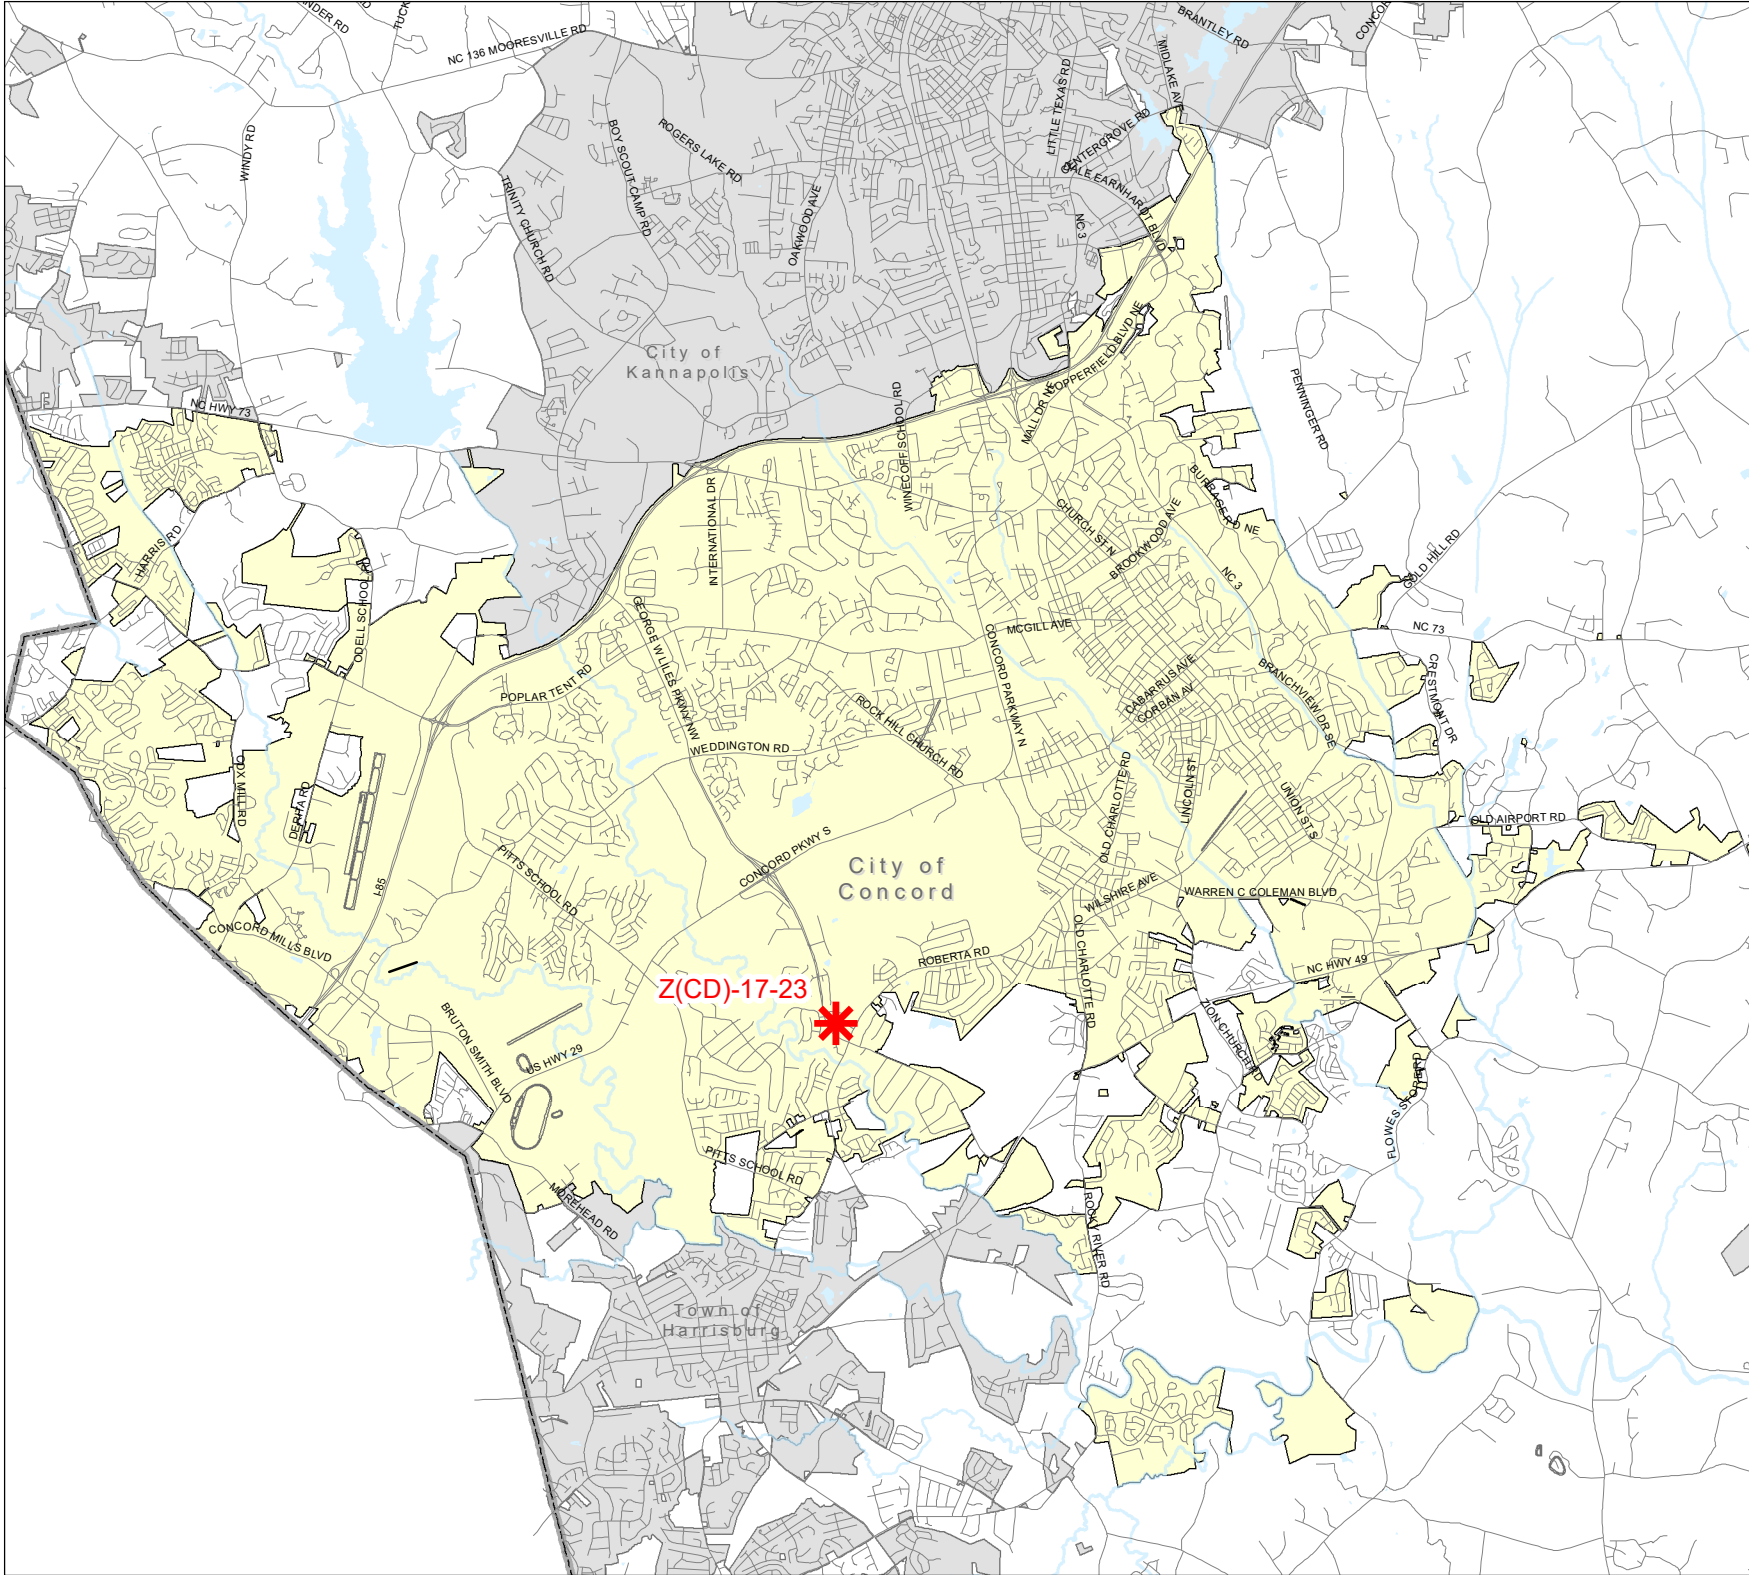 BRANTLEY RD
NC 136 MOORESVILLE RD
MIDLAKE AVE
LITTLE TEXAS RD
WINDY RD
BOY SCOUT CAMP RD
ROGERS LAKE RD
DALE EARNHARDT BLVD
TRINITY CHURCH RD
OAKWOOD AVE
NC 3
City of
Kannapolis
COPPERFIELD BLVD NE
MALL DR NE
PENNINGER RD
NC HWY 73
WINECOFF SCHOOL RD
INTERNATIONAL DR
CHURCH ST N
BROOKWOOD AVE
BURRAGE RD NE
HARRIS RD
ODELL SCHOOL RD
NC 3
GOLD HILL RD
GEORGE W LILES PKWY NW
MCGILL AVE
NC 73
CONCORD PARKWAY N
POPLAR TENT RD
CABARRUS AVE
CORBAN AV
BRANCHVIEW DR SE
CRESTMONT DR
ROCK HILL CHURCH RD
WEDDINGTON RD
COX MILL RD
DERITA RD
OLD CHARLOTTE RD
LINCOLN ST
UNION ST S
OLD AIRPORT RD
CONCORD PKWY S
PITTS SCHOOL RD
City of
Concord
I-85
WILSHIRE AVE
WARREN C COLEMAN BLVD
CONCORD MILLS BLVD
OLD CHARLOTTE RD
ROBERTA RD
NC HWY 49
Z(CD)-17-23
BRUTON SMITH BLVD
US HWY 29
ZION CHURCH RD
FLOWES STORE RD
PITTS SCHOOL RD
MOREHEAD RD
ROCKY RIVER RD
Town of
Harrisburg